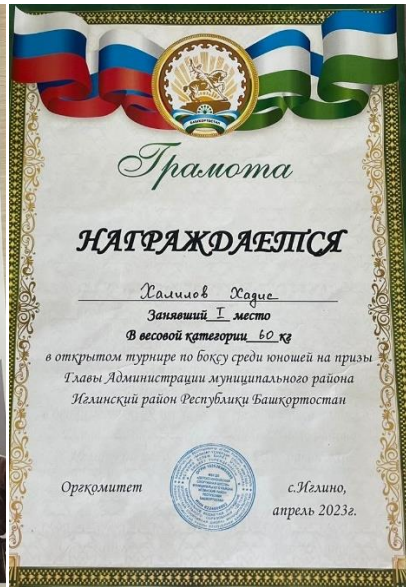 БАШКОРТОСТАН
Грамота
НАГРАЖДАЕТСЯ
Халилов Хадис
Занявший I место
В весовой категории 60 кг
в открытом турнире по боксу среди юношей на призы
Главы Администрации муниципального района
Иглинский район Республики Башкортостан
Оргкомитет
с.Иглино,
апрель 2023г.